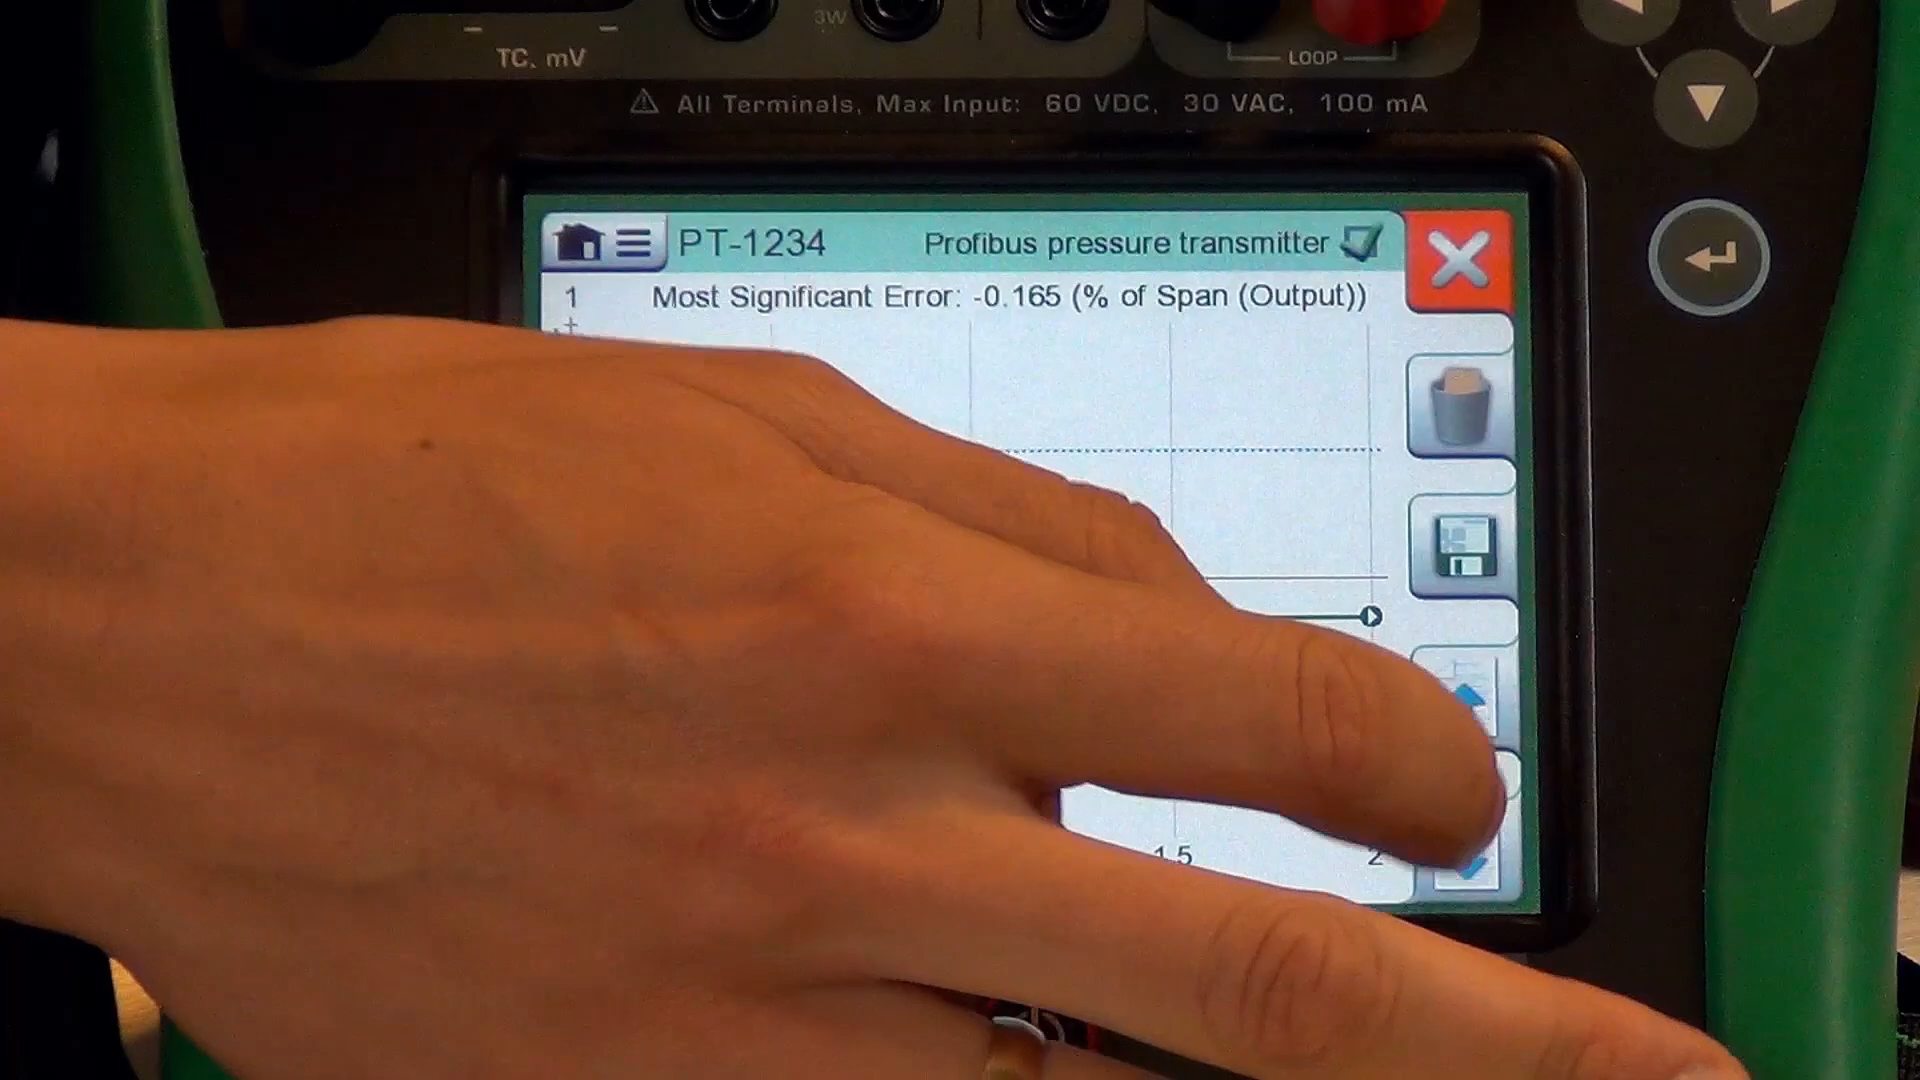 3W
TC, mV
LOOP
⚠ All Terminals, Max Input: 60 VDC, 30 VAC, 100 mA
PT-1234 Profibus pressure transmitter
1 Most Significant Error: -0.165 (% of Span (Output))
1.5 2